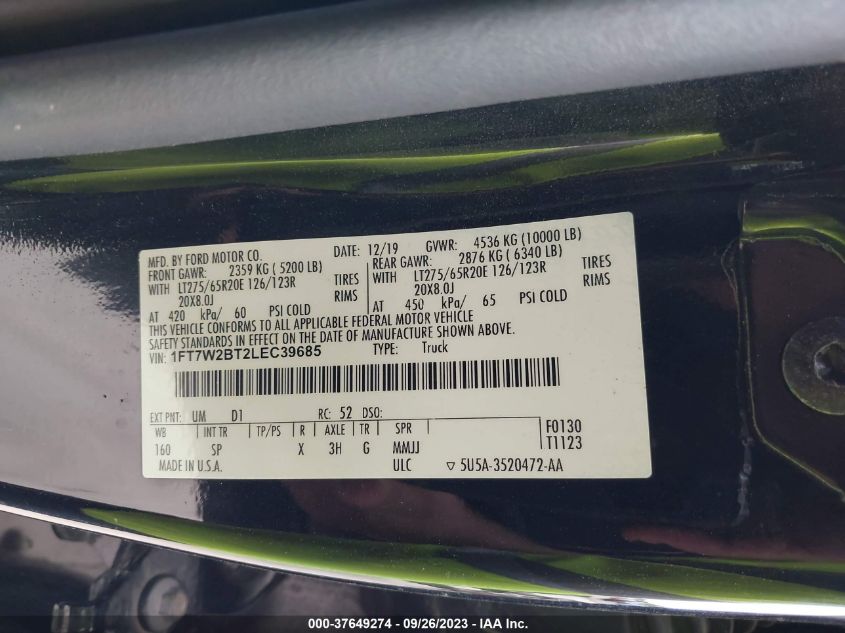 MFD. BY FORD MOTOR CO.
DATE: 12/19 GVWR: 4536 KG (10000 LB)
FRONT GAWR: 2359 KG ( 5200 LB)
REAR GAWR: 2876 KG ( 6340 LB)
WITH LT275/65R20E 126/123R TIRES
WITH LT275/65R20E 126/123R TIRES
20X8.0J RIMS
20X8.0J RIMS
AT 420 kPa/ 60 PSI COLD
AT 450 kPa/ 65 PSI COLD
THIS VEHICLE CONFORMS TO ALL APPLICABLE FEDERAL MOTOR VEHICLE
SAFETY STANDARDS IN EFFECT ON THE DATE OF MANUFACTURE SHOWN ABOVE.
VIN: 1FT7W2BT2LEC39685 TYPE: Truck
EXT PNT: UM D1 RC: 52 DSO:
WB INT TR TP/PS R AXLE TR SPR F0130
160 SP X 3H G MMJJ T1123
MADE IN U.S.A. ULC ▽ 5U5A-3520472-AA
000-37649274 - 09/26/2023 - IAA Inc.